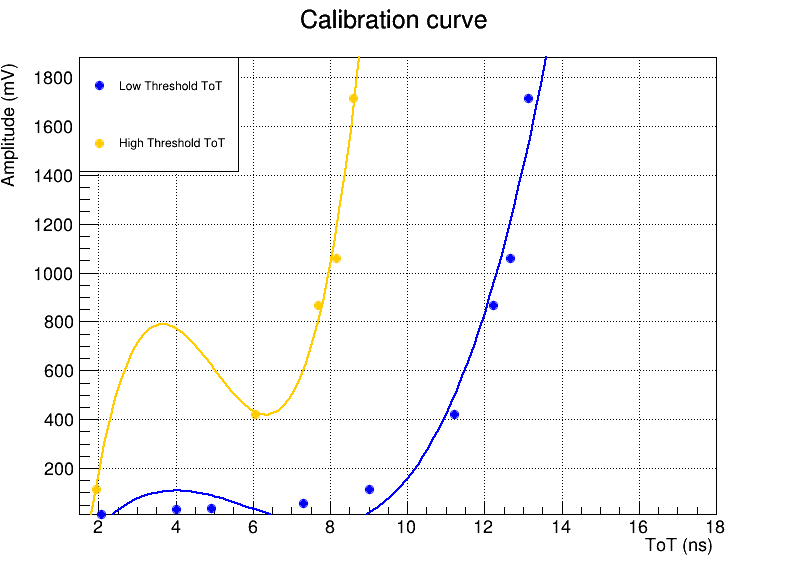 Calibration curve
Amplitude (mV)
Low Threshold ToT
High Threshold ToT
1800
1600
1400
1200
1000
800
600
400
200
2 4 6 8 10 12 14 16 18
ToT (ns)